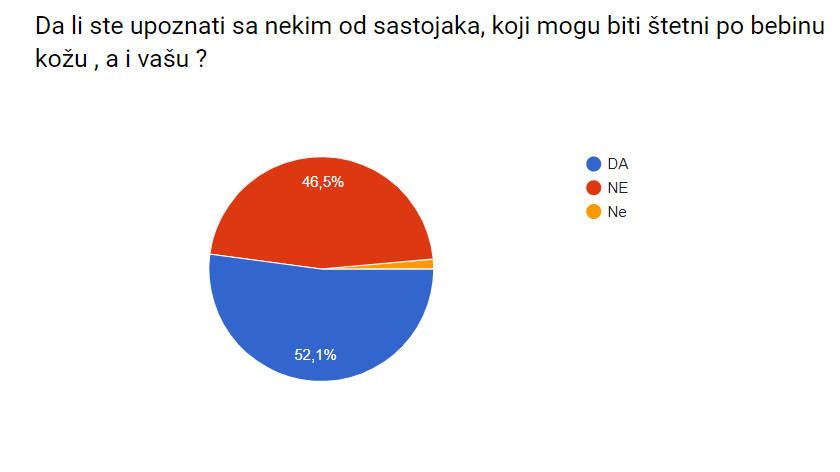 Da li ste upoznati sa nekim od sastojaka, koji mogu biti štetni po bebinu
kožu , a i vašu ?
46,5%
52,1%
DA
NE
Ne